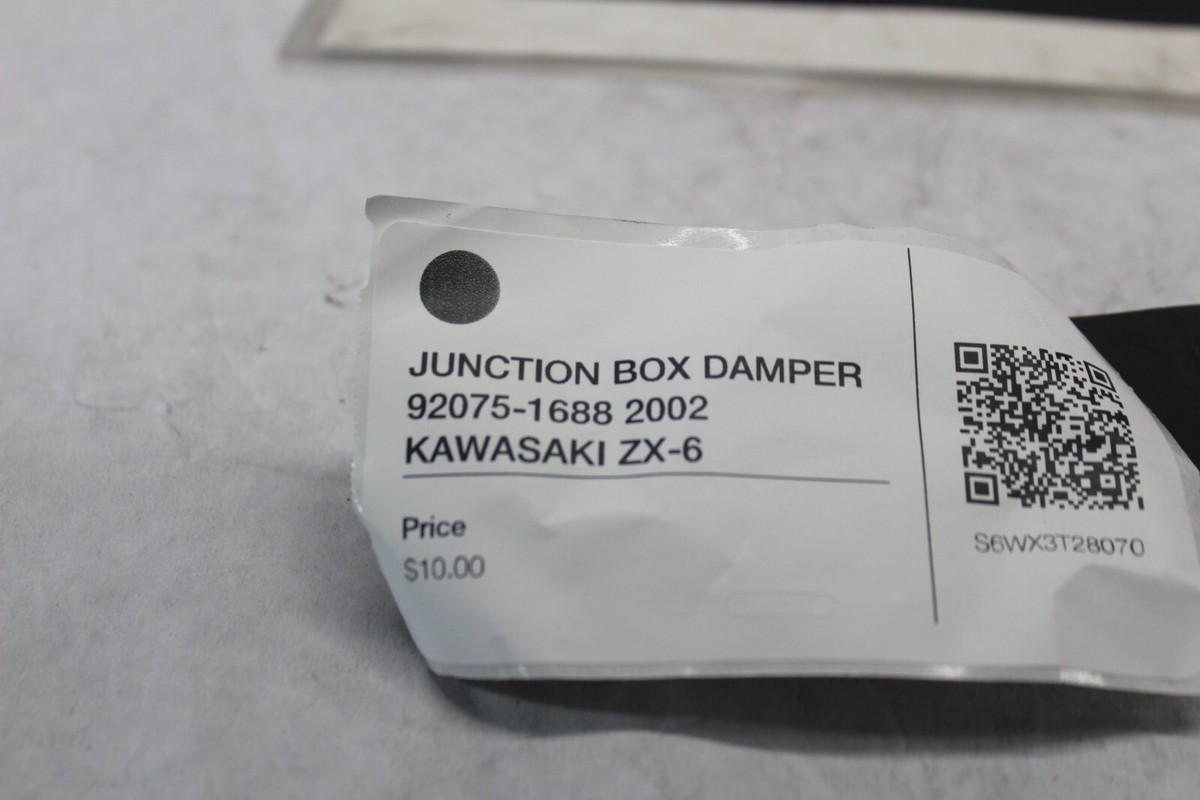 JUNCTION BOX DAMPER
92075-1688 2002
KAWASAKI ZX-6
Price
$10.00
S6WX3T28070